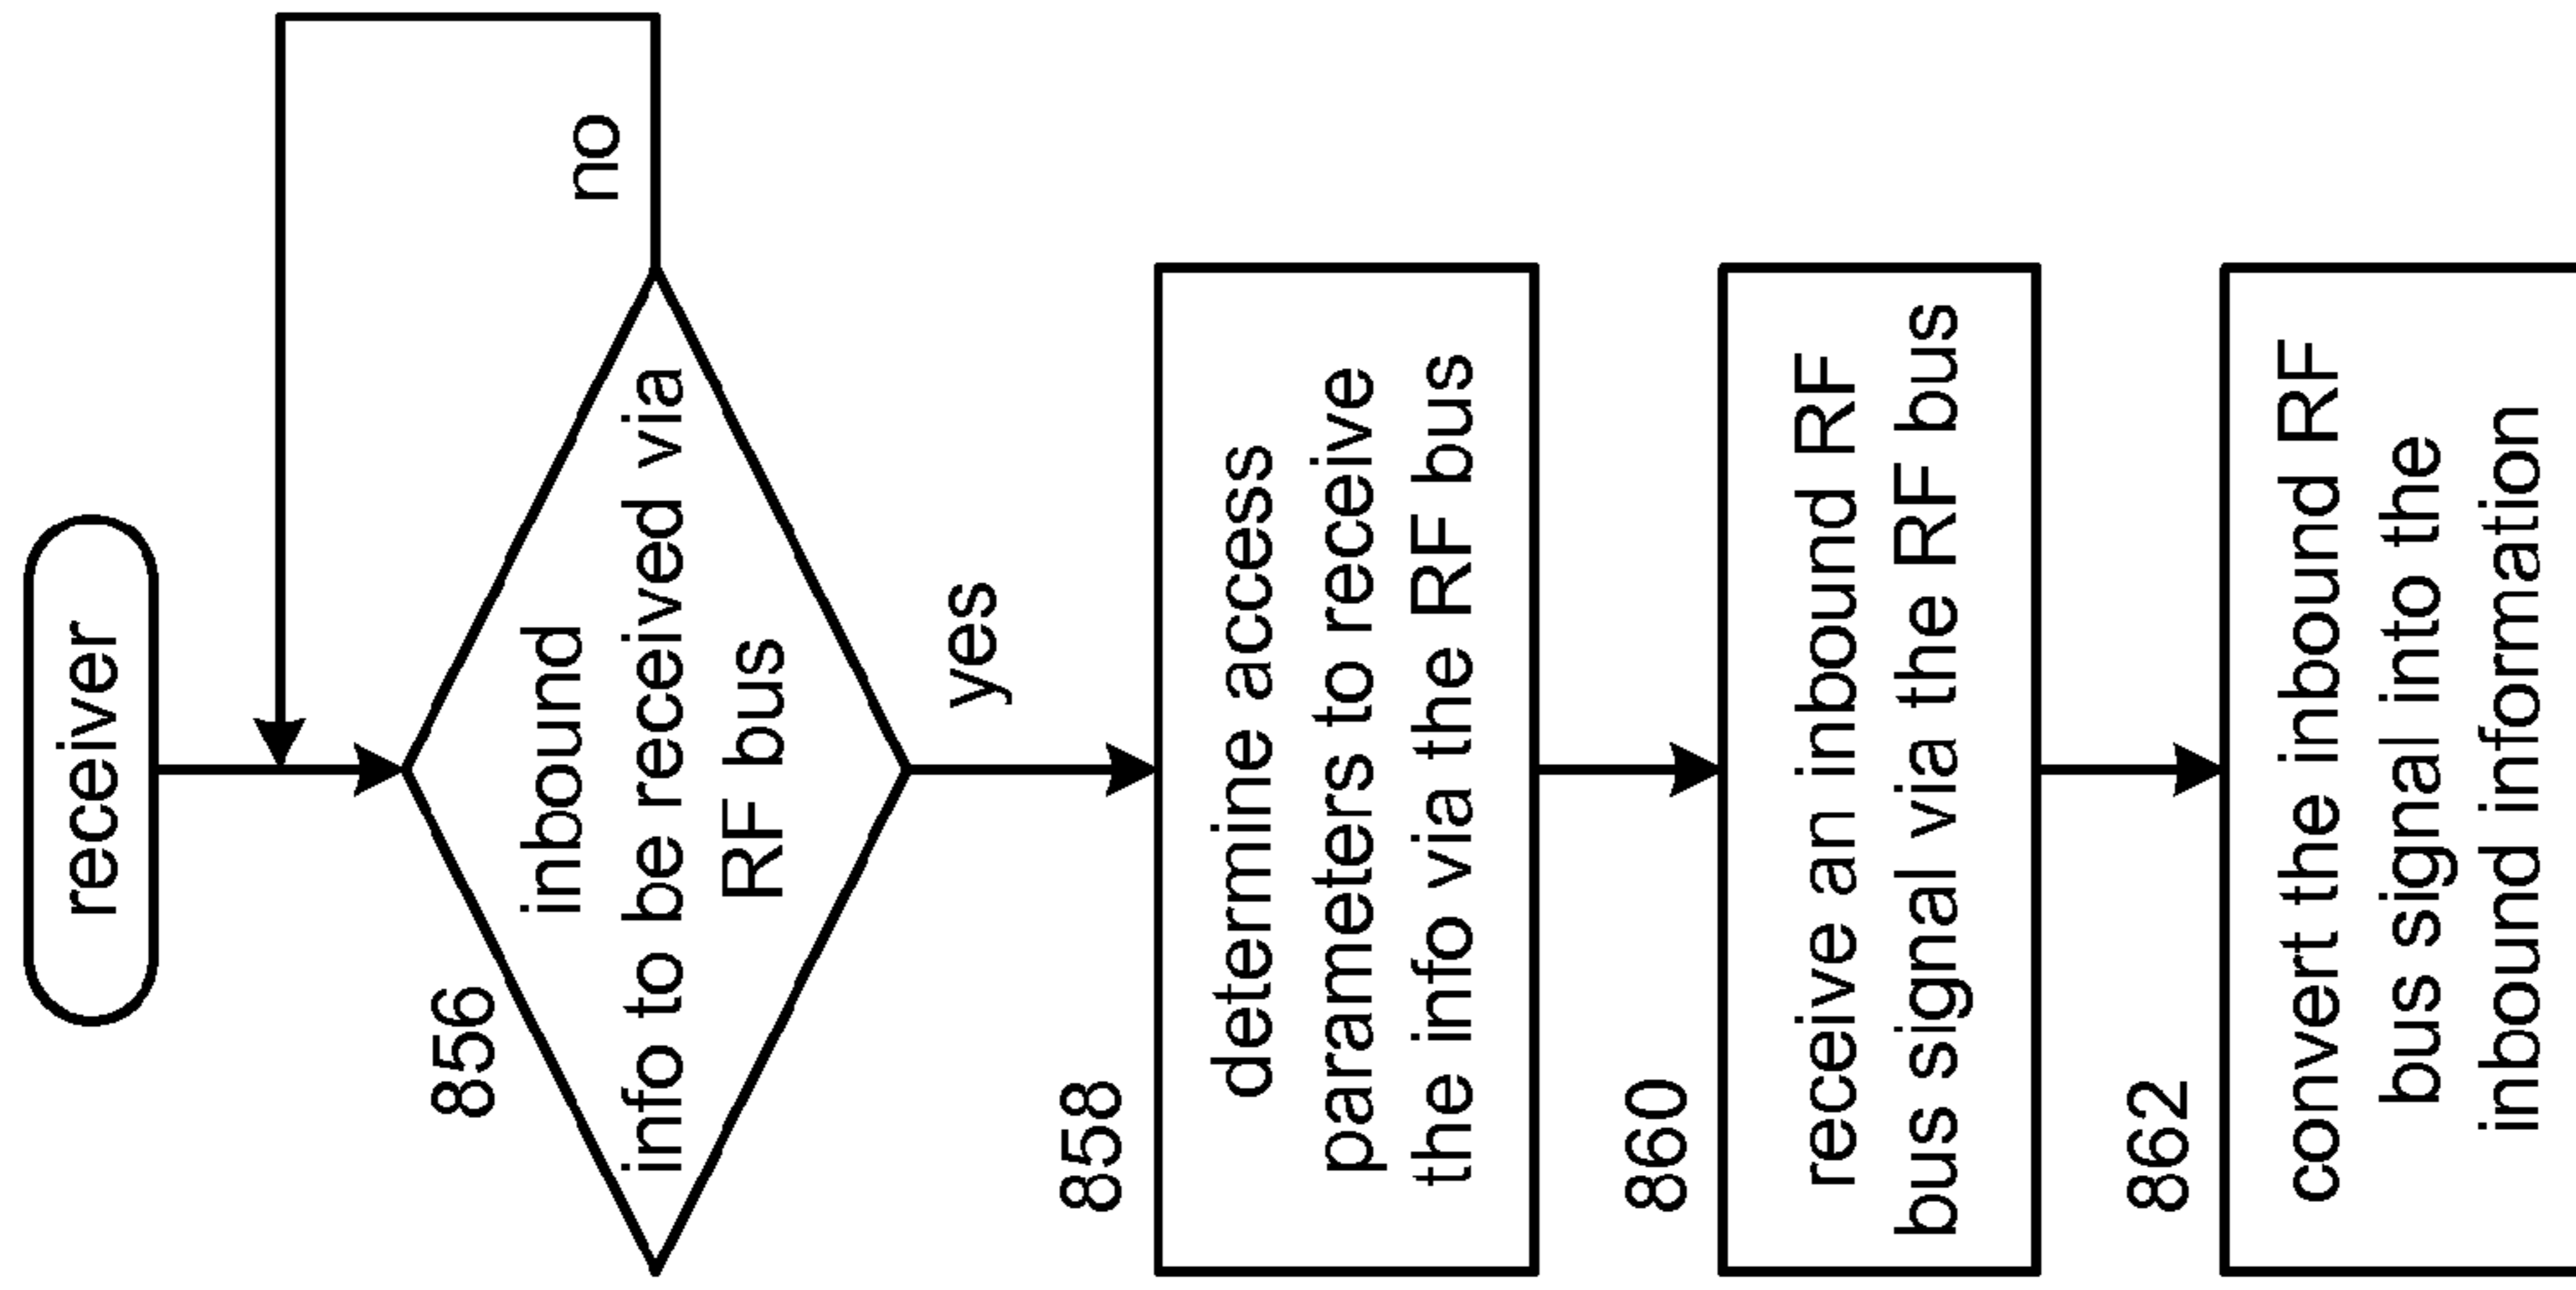 receiver
no
856
inbound
info to be received via
RF bus
yes
858
determine access
parameters to receive
the info via the RF bus
860
receive an inbound RF
bus signal via the RF bus
862
convert the inbound RF
bus signal into the
inbound information